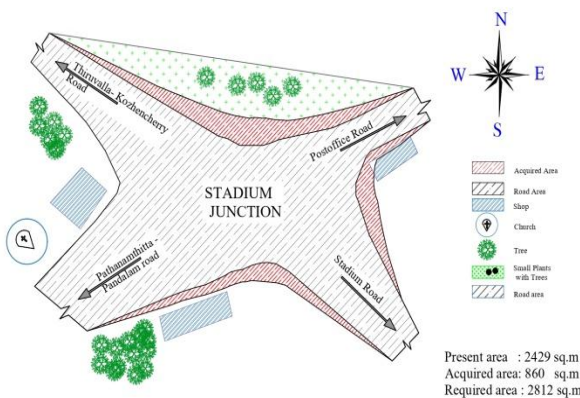 N
W E
S
Thiruvalla- Kozhencherry
Road
Postoffice Road
STADIUM
JUNCTION
Pathanamthitta -
Pandalam road
Stadium Road
Acquired Area
Road Area
Shop
Church
Tree
Small Plants
with Trees
Road area
Present area : 2429 sq.m
Acquired area: 860 sq.m
Required area : 2812 sq.m